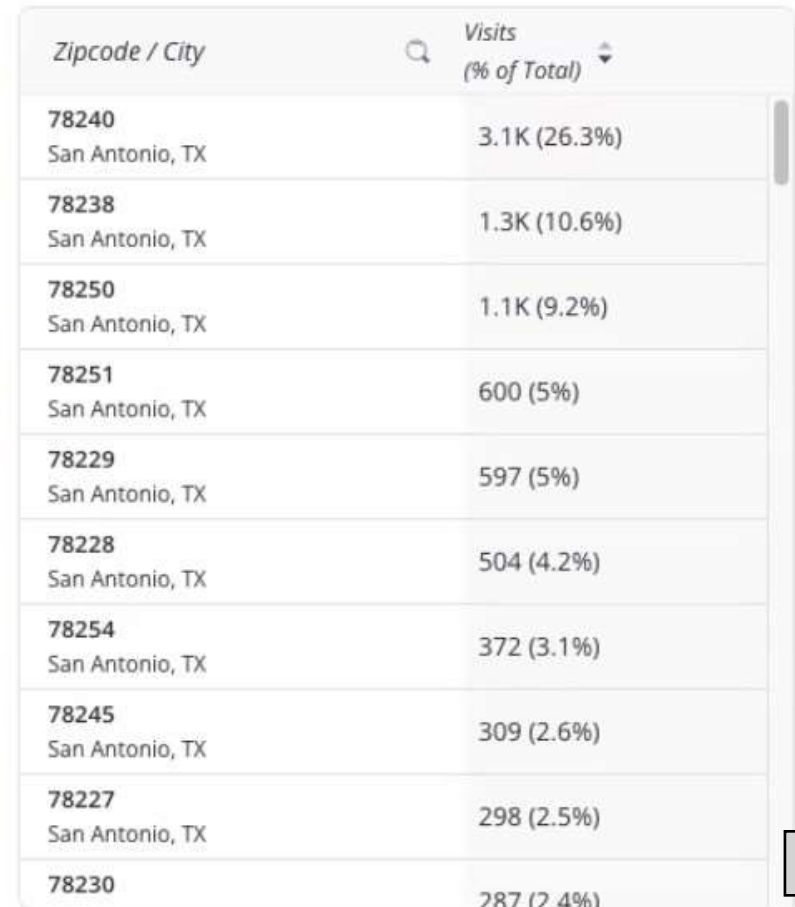 Zipcode / City
Visits
(% of Total)
78240
San Antonio, TX
3.1K (26.3%)
78238
San Antonio, TX
1.3K (10.6%)
78250
San Antonio, TX
1.1K (9.2%)
78251
San Antonio, TX
600 (5%)
78229
San Antonio, TX
597 (5%)
78228
San Antonio, TX
504 (4.2%)
78254
San Antonio, TX
372 (3.1%)
78245
San Antonio, TX
309 (2.6%)
78227
San Antonio, TX
298 (2.5%)
78230
287 (2.4%)